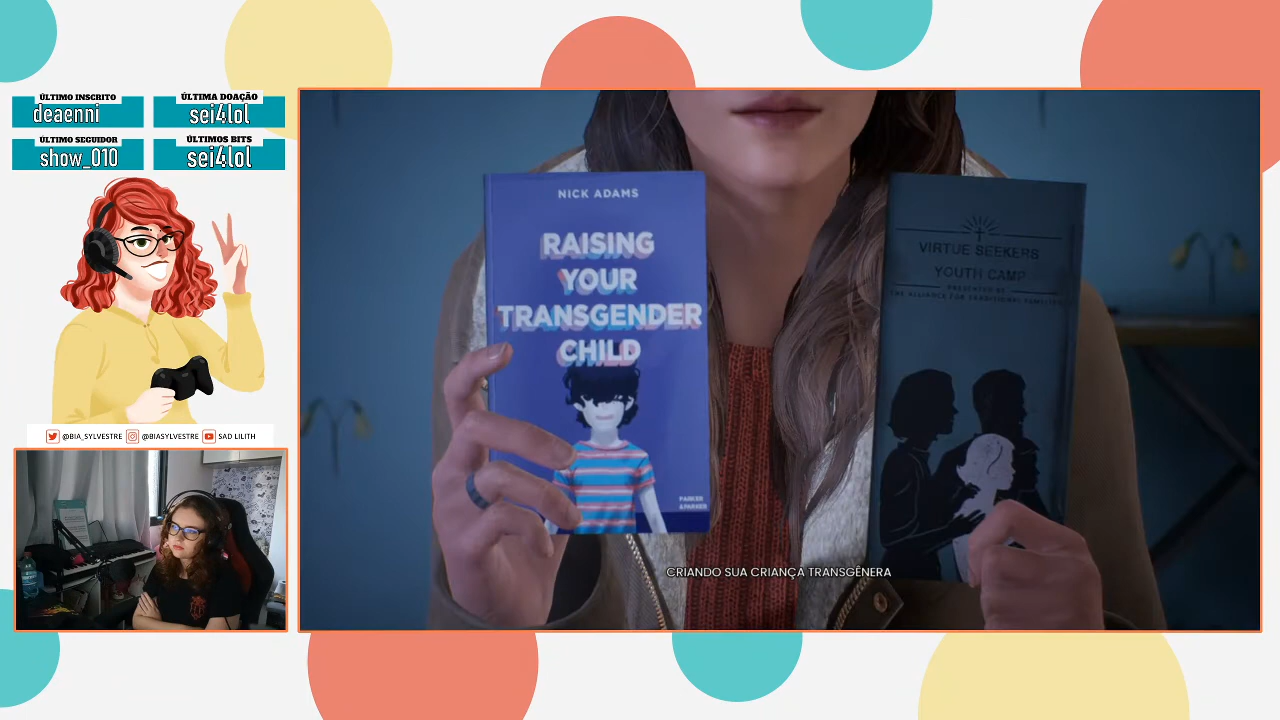 ÚLTIMO INSCRITO
deaenni
ÚLTIMA DOAÇÃO
sei4lol
ÚLTIMO SEGUIDOR
show_010
ÚLTIMOS BITS
sei4lol
@BIA_SYLVESTRE @BIASYLVESTRE SAD LILITH
NICK ADAMS
RAISING
YOUR
TRANSGENDER
CHILD
PARKER
&PARKER
VIRTUE SEEKERS
YOUTH CAMP
PRESENTED BY
THE ALLIANCE FOR TRADITIONAL FAMILIES
CRIANDO SUA CRIANÇA TRANSGÊNERA